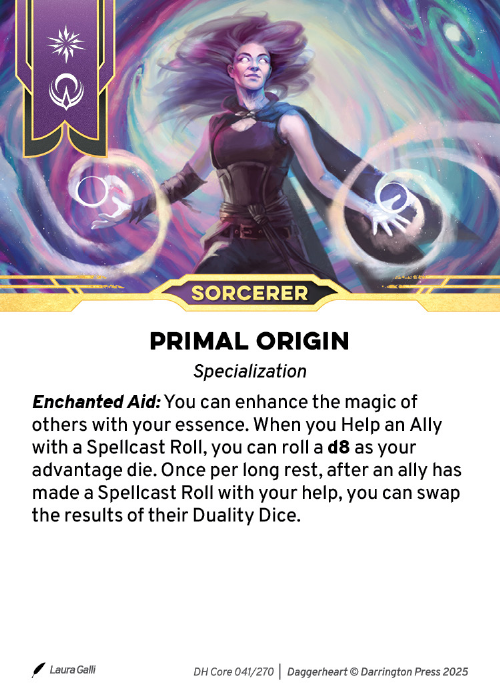 SORCERER
PRIMAL ORIGIN
Specialization
Enchanted Aid: You can enhance the magic of
others with your essence. When you Help an Ally
with a Spellcast Roll, you can roll a d8 as your
advantage die. Once per long rest, after an ally has
made a Spellcast Roll with your help, you can swap
the results of their Duality Dice.
Laura Galli
DH Core 041/270 | Daggerheart © Darrington Press 2025